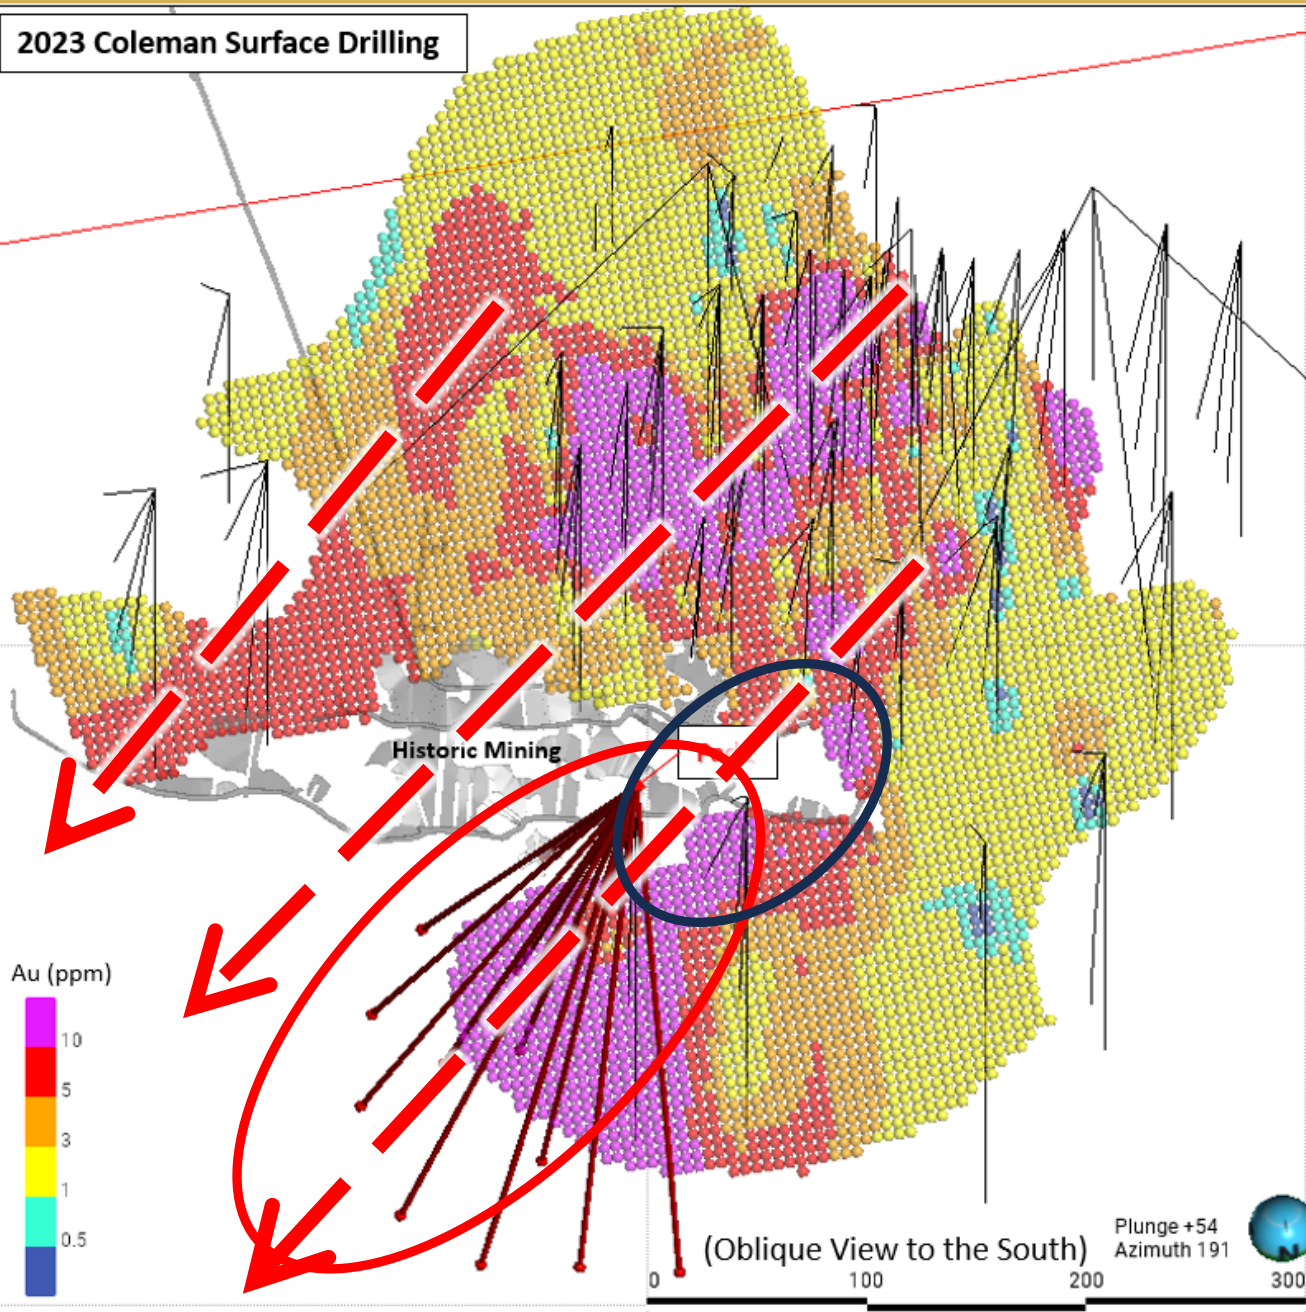 2023 Coleman Surface Drilling
Historic Mining
Au (ppm)
10
5
3
1
0.5
(Oblique View to the South)
Plunge +54
Azimuth 191
N
0 100 200 300